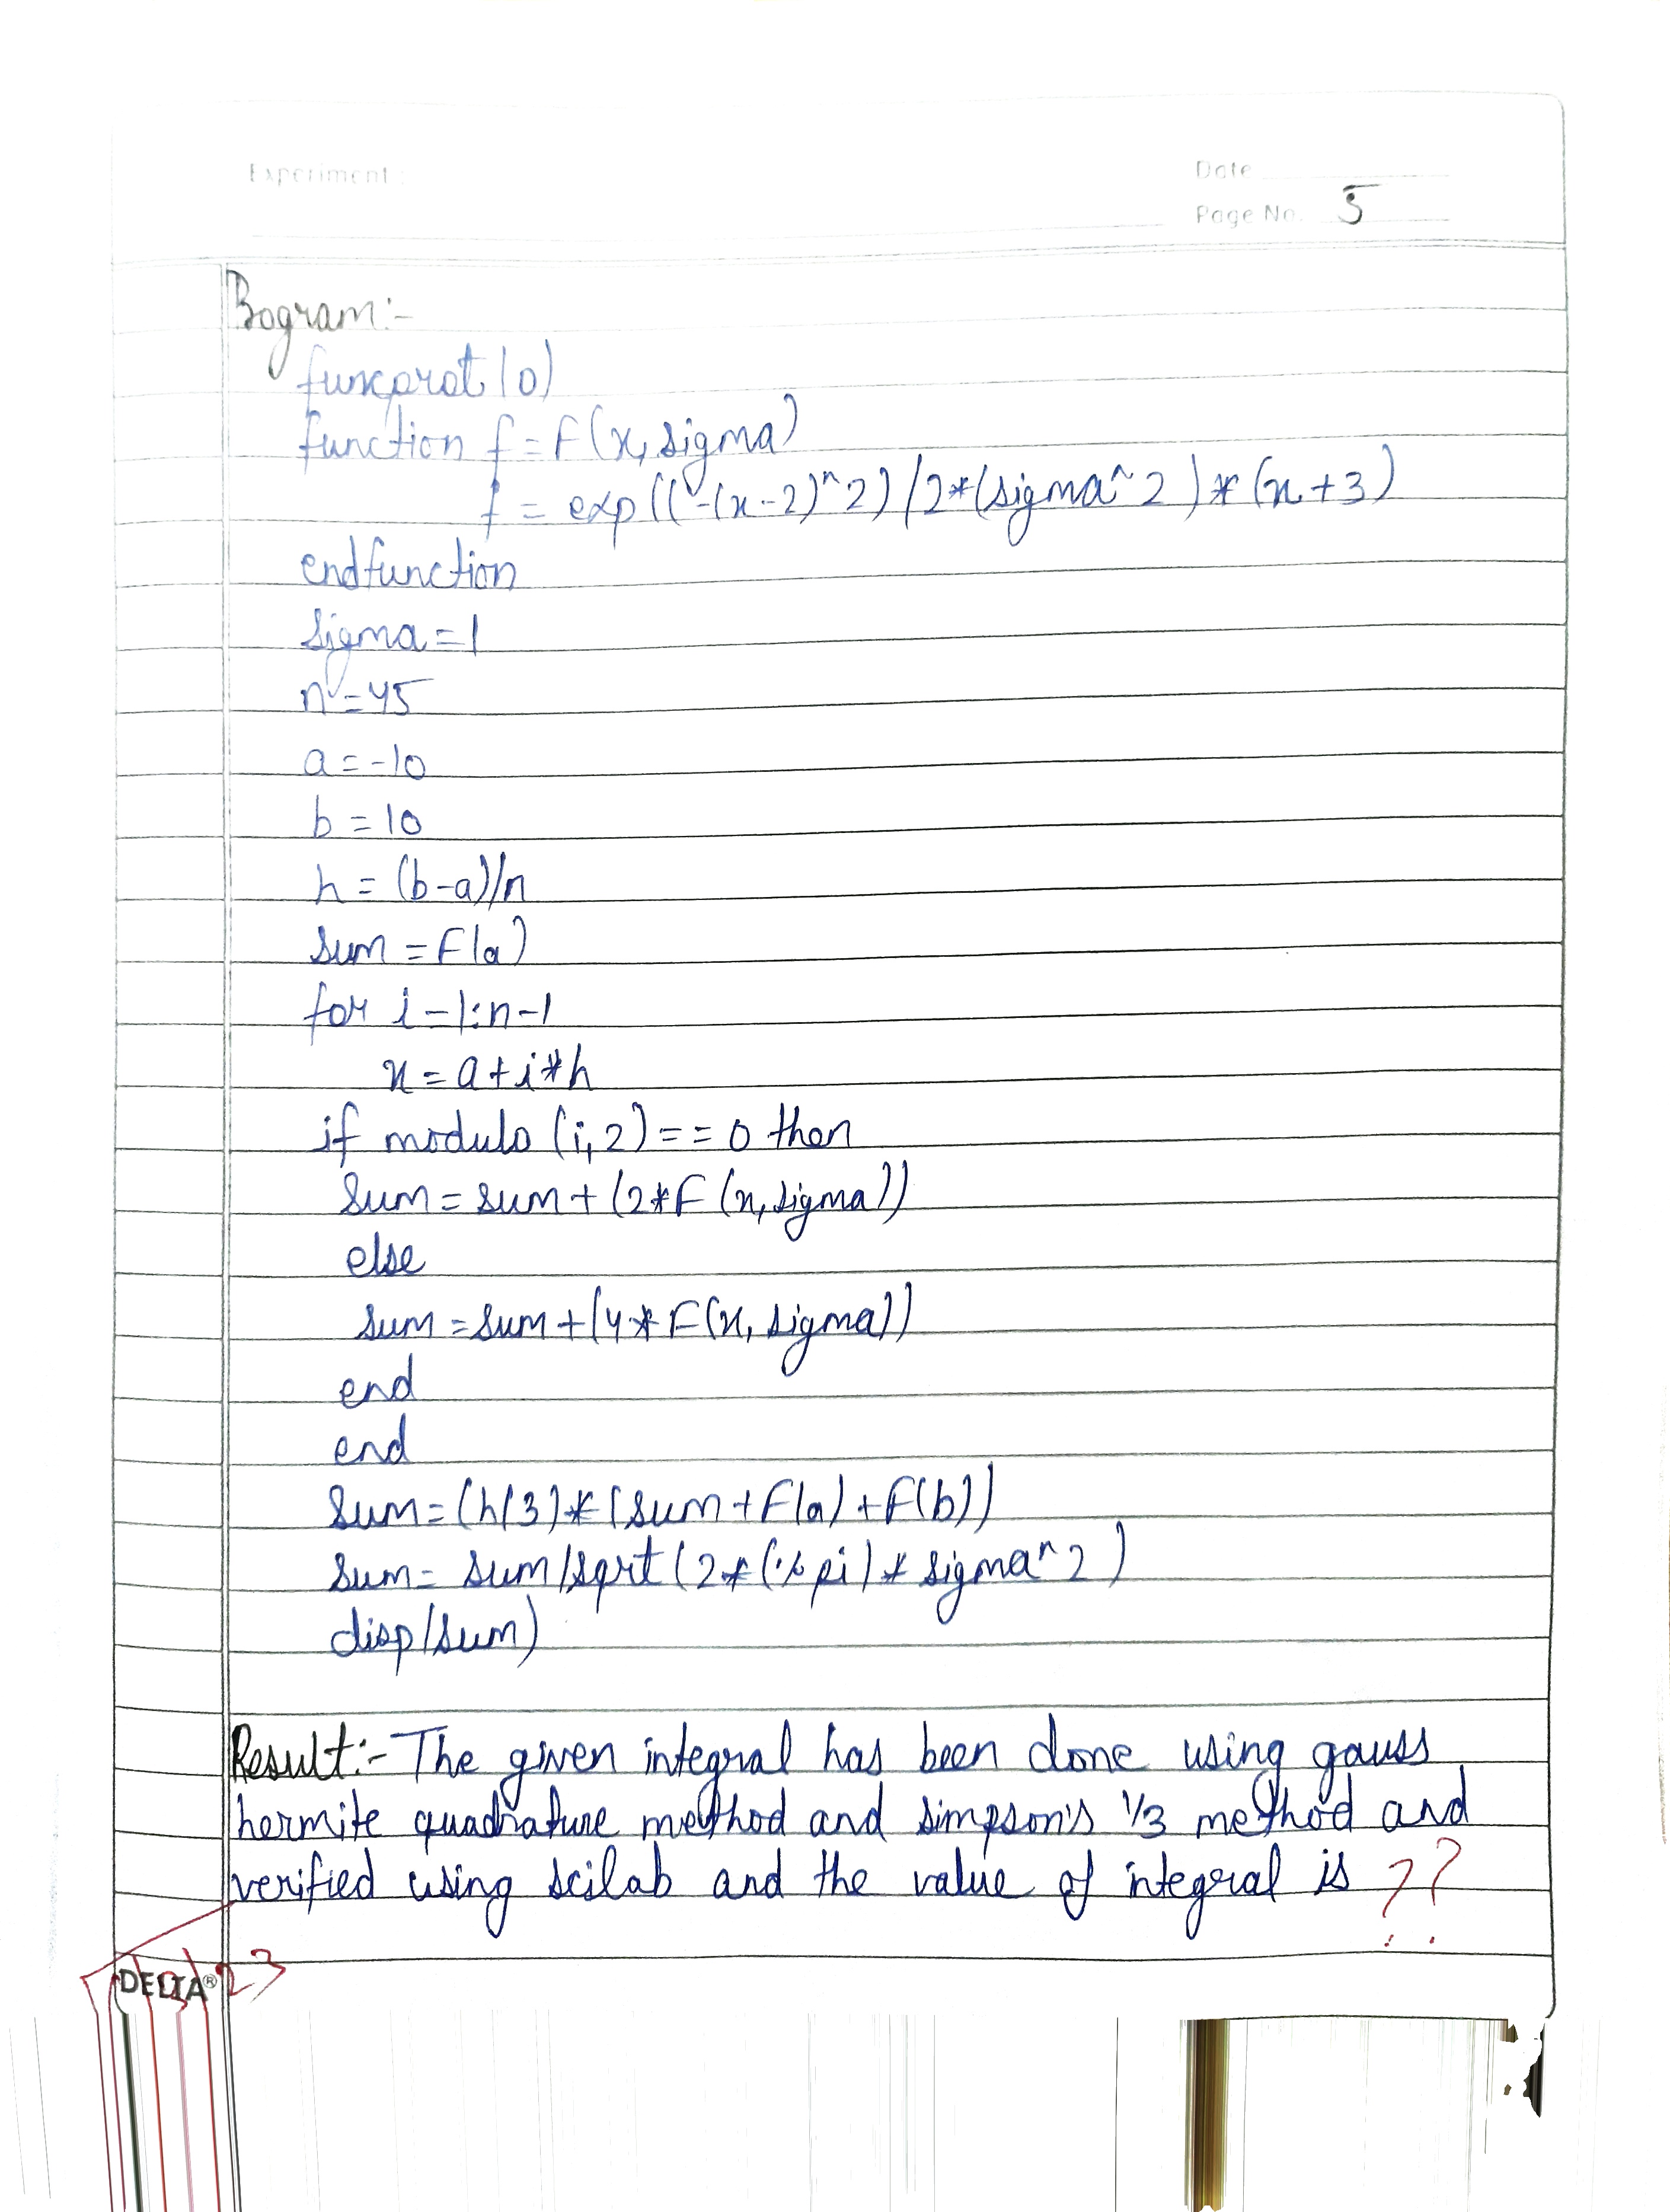 Experiment :
Date
Page No. 5
Program:-
funcprot(0)
function f = F(x, sigma)
f = exp((-(x-2)^2)/2*(sigma^2)*(x+3)
endfunction
sigma=1
n=45
a=-10
b=10
h=(b-a)/n
sum = F(a)
for i-1:n-1
x=a+i*h
if modulo (i,2)==0 then
sum=sum+(2*F(x,sigma))
else
sum=sum+(4*F(x,sigma))
end
end
sum=(h/3)*(sum+F(a)+F(b))
sum= sum/sqrt(2*(%pi)*sigma^2)
disp(sum)
Result:- The given integral has been done using gauss
hermite quadrature method and simpson's 1/3 method and
verified using scilab and the value of integral is ??
DELTA®